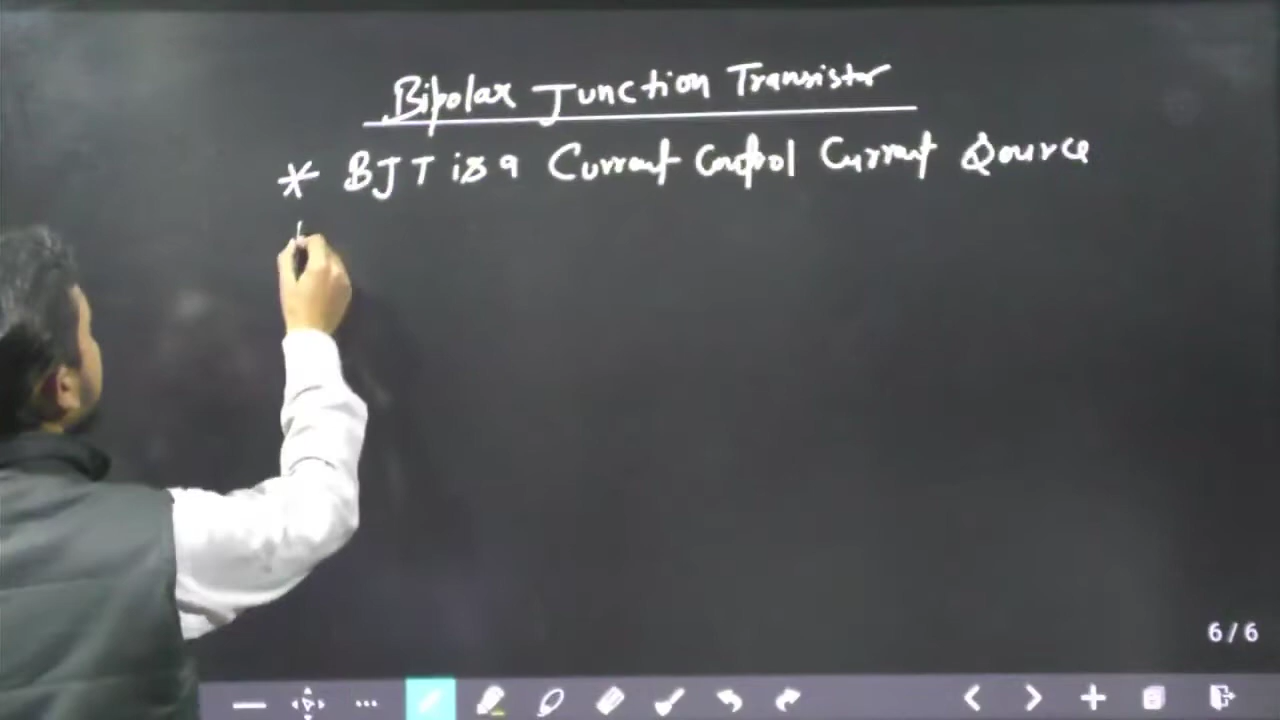 Bipolar Junction Transistor
* BJT is a Current Control Current Source
6/6